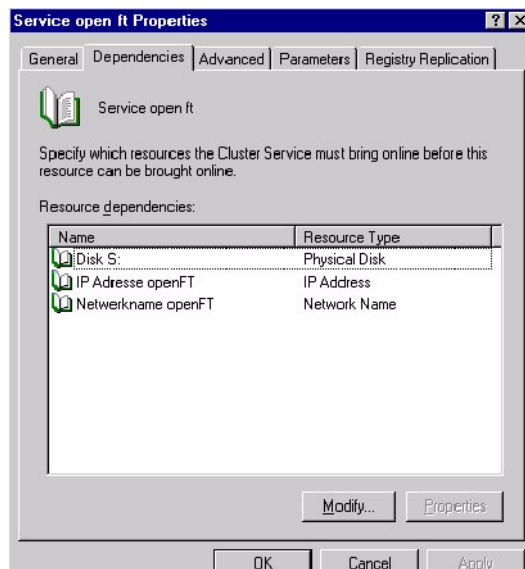 Service open ft Properties
General Dependencies Advanced Parameters Registry Replication
Service open ft
Specify which resources the Cluster Service must bring online before this
resource can be brought online.
Resource dependencies:
Name Resource Type
Disk S: Physical Disk
IP Adresse openFT IP Address
Netwerkname openFT Network Name
Modify... Properties
OK Cancel Apply